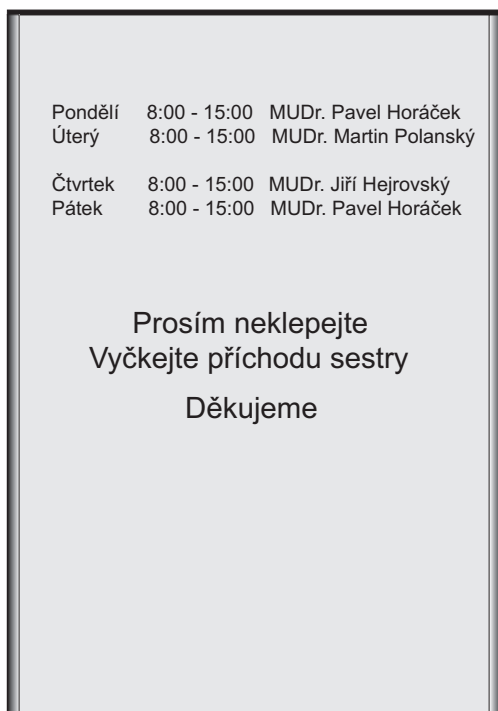 Pondělí 8:00 - 15:00 MUDr. Pavel Horáček
Úterý 8:00 - 15:00 MUDr. Martin Polanský
Čtvrtek 8:00 - 15:00 MUDr. Jiří Hejrovský
Pátek 8:00 - 15:00 MUDr. Pavel Horáček
Prosím neklepejte
Vyčkejte příchodu sestry
Děkujeme